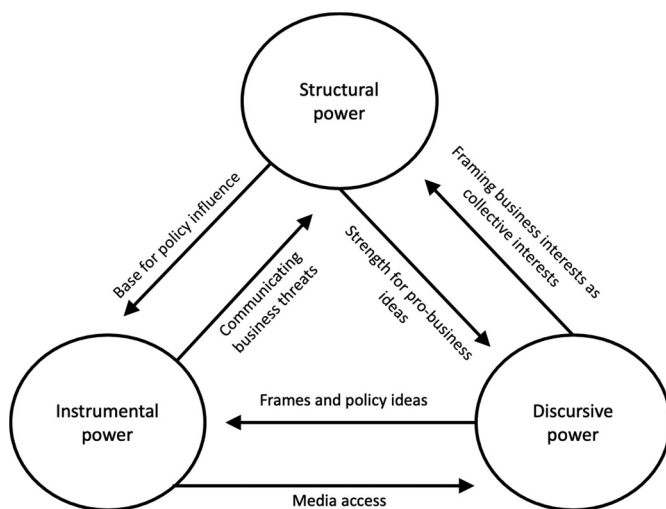 Structural
power
Base for policy influence
Communicating
business threats
Strength for pro-business
ideas
Framing business interests as
collective interests
Instrumental
power
Frames and policy ideas
Discursive
power
Media access